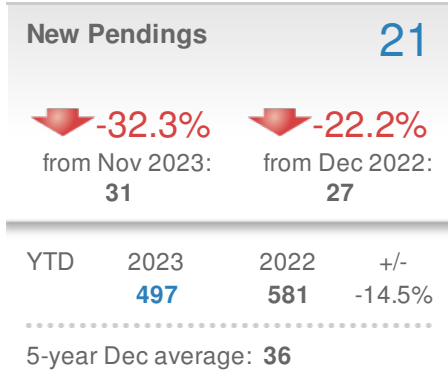 New Pendings 21
-32.3% -22.2%
from Nov 2023: from Dec 2022:
31 27
YTD 2023 2022 +/-
497 581 -14.5%
5-year Dec average: 36